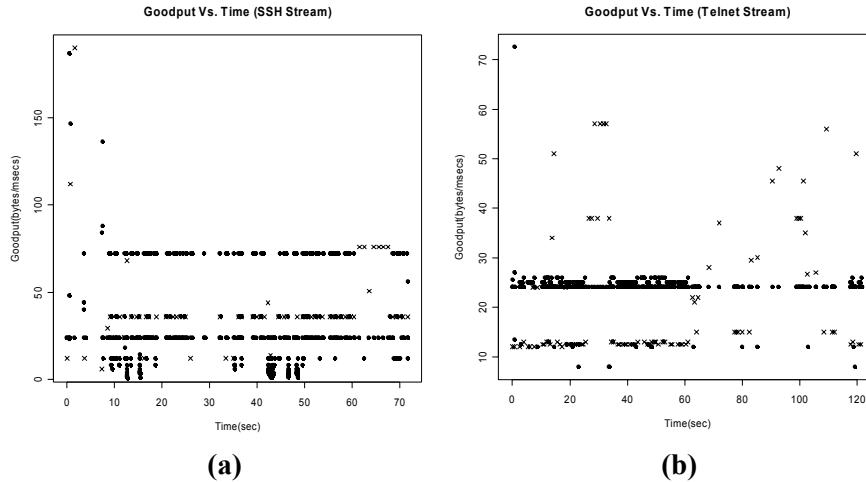 Goodput Vs. Time (SSH Stream)
Goodput(bytes/msecs)
150
100
50
0
0 10 20 30 40 50 60 70
Time(sec)
(a)
Goodput Vs. Time (Telnet Stream)
Goodput(bytes/msecs)
70
60
50
40
30
20
10
0 20 40 60 80 100 120
Time(sec)
(b)